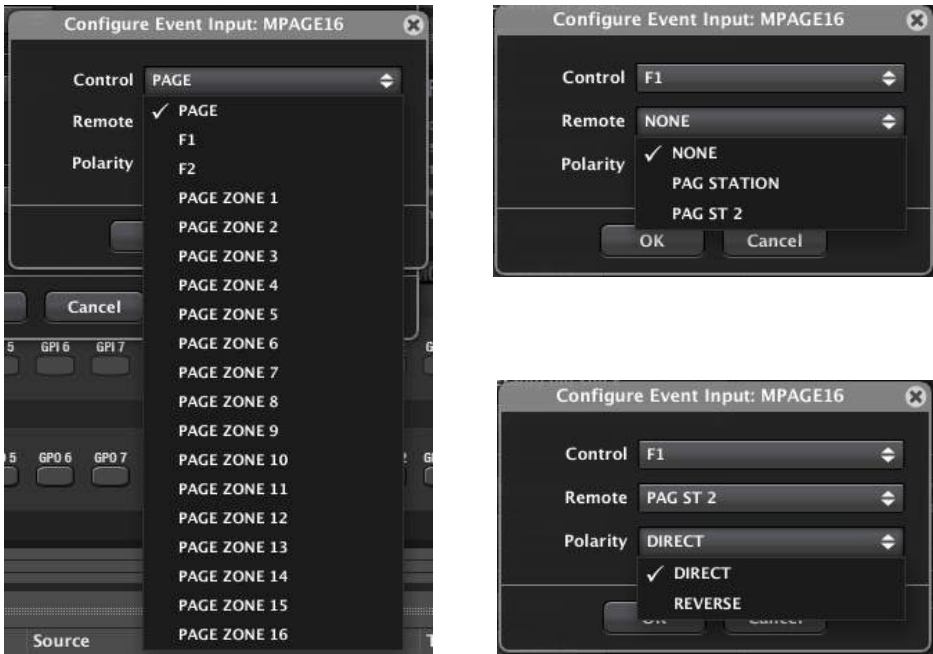 Configure Event Input: MPAGE16
Control PAGE
Remote
Polarity
✓ PAGE
F1
F2
PAGE ZONE 1
PAGE ZONE 2
PAGE ZONE 3
PAGE ZONE 4
PAGE ZONE 5
PAGE ZONE 6
PAGE ZONE 7
PAGE ZONE 8
PAGE ZONE 9
PAGE ZONE 10
PAGE ZONE 11
PAGE ZONE 12
PAGE ZONE 13
PAGE ZONE 14
PAGE ZONE 15
PAGE ZONE 16
Cancel
5 GPI 6 GPI 7
5 GPO 6 GPO 7
Source
Configure Event Input: MPAGE16
Control F1
Remote NONE
Polarity
✓ NONE
PAG STATION
PAG ST 2
OK Cancel
Configure Event Input: MPAGE16
Control F1
Remote PAG ST 2
Polarity DIRECT
✓ DIRECT
REVERSE